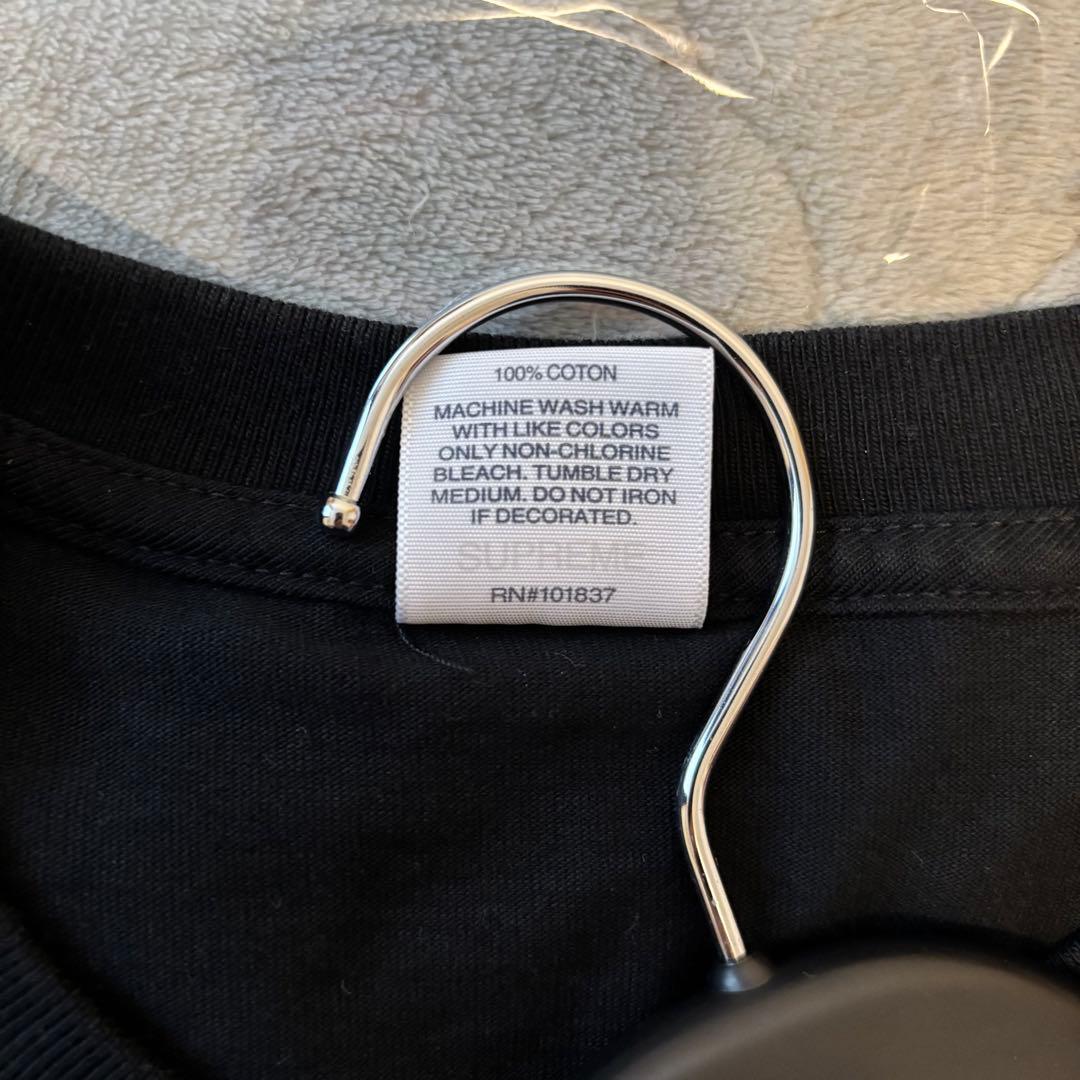 100% COTON
MACHINE WASH WARM
WITH LIKE COLORS
ONLY NON-CHLORINE
BLEACH. TUMBLE DRY
MEDIUM. DO NOT IRON
IF DECORATED.
SUPREME
RN#101837